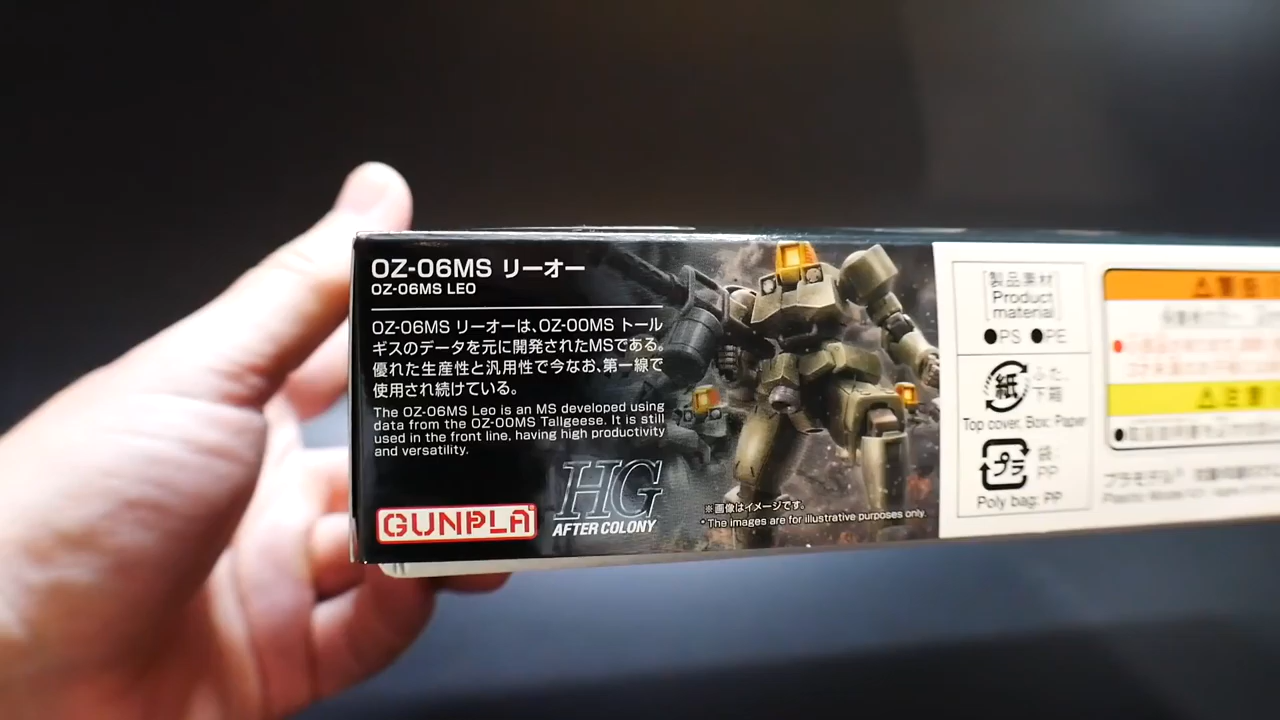 OZ-06MS リーオー
OZ-06MS LEO
OZ-06MS リーオーは、OZ-00MS トール
ギスのデータを元に開発されたMSである。
優れた生産性と汎用性で今なお、第一線で
使用され続けている。
The OZ-06MS Leo is an MS developed using
data from the OZ-00MS Tallgeese. It is still
used in the front line, having high productivity
and versatility.
HG
AFTER COLONY
GUNPLA
※画像はイメージです。
* The images are for illustrative purposes only.
製品素材
Product
material
●PS ●PE
紙
ふた、
下箱
Top cover, Box: Paper
プラ
袋:
PP
Poly bag: PP
⚠注意
プラモデル